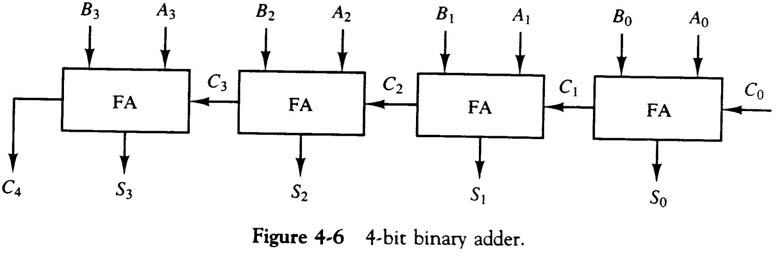 B₃ A₃ B₂ A₂ B₁ A₁ B₀ A₀
C₃ C₂ C₁ C₀
FA FA FA FA
C₄ S₃ S₂ S₁ S₀
Figure 4-6 4-bit binary adder.